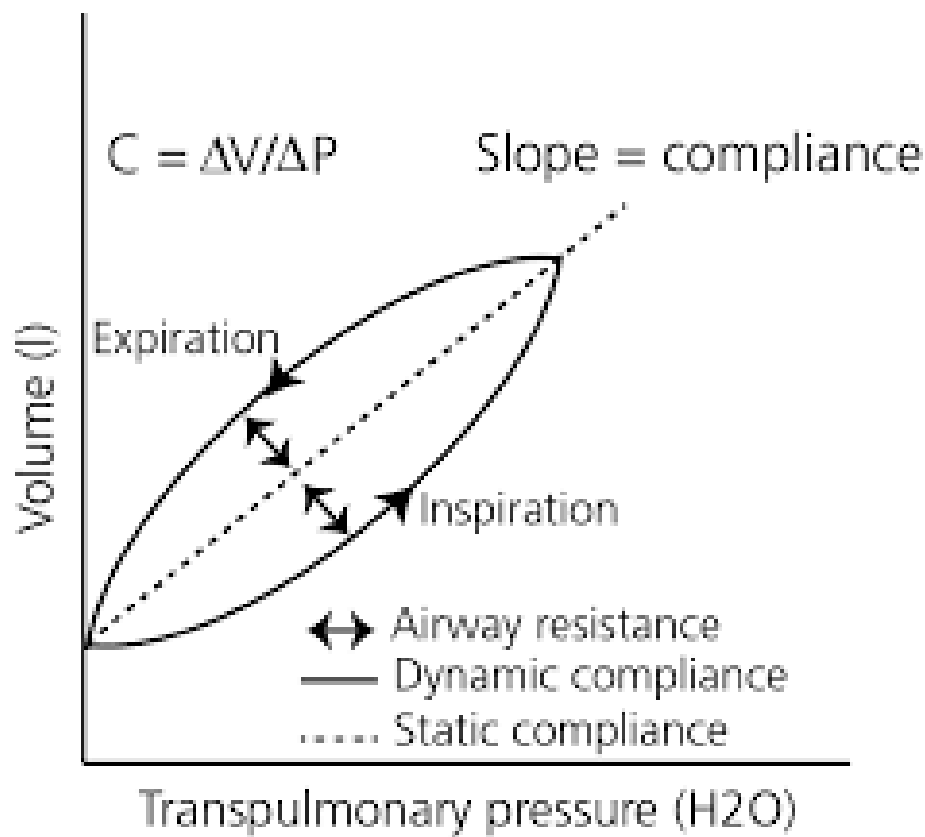 C = ΔV/ΔP
Slope = compliance
Expiration
Volume (l)
Inspiration
Airway resistance
Dynamic compliance
Static compliance
Transpulmonary pressure (H2O)